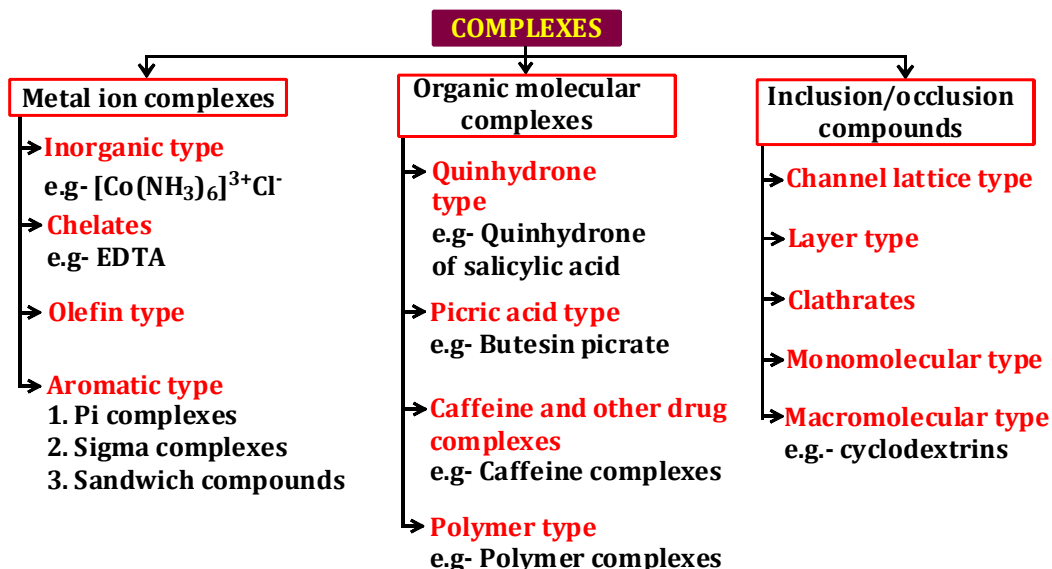 COMPLEXES
Metal ion complexes
Inorganic type
e.g- [Co(NH₃)₆]³⁺Cl⁻
Chelates
e.g- EDTA
Olefin type
Aromatic type
1. Pi complexes
2. Sigma complexes
3. Sandwich compounds
Organic molecular
complexes
Quinhydrone
type
e.g- Quinhydrone
of salicylic acid
Picric acid type
e.g- Butesin picrate
Caffeine and other drug
complexes
e.g- Caffeine complexes
Polymer type
e.g- Polymer complexes
Inclusion/occlusion
compounds
Channel lattice type
Layer type
Clathrates
Monomolecular type
Macromolecular type
e.g.- cyclodextrins